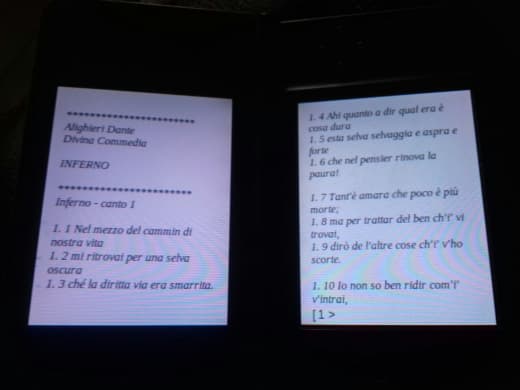 ************************
Alighieri Dante
Divina Commedia
INFERNO
************************
Inferno - canto 1
1. 1 Nel mezzo del cammin di
nostra vita
1. 2 mi ritrovai per una selva
oscura
1. 3 ché la diritta via era smarrita.
1. 4 Ahi quanto a dir qual era è
cosa dura
1. 5 esta selva selvaggia e aspra e
forte
1. 6 che nel pensier rinova la
paura!
1. 7 Tant'è amara che poco è più
morte;
1. 8 ma per trattar del ben ch'i' vi
trovai,
1. 9 dirò de l'altre cose ch'i' v'ho
scorte.
1. 10 Io non so ben ridir com'i'
v'intrai,
[1 >